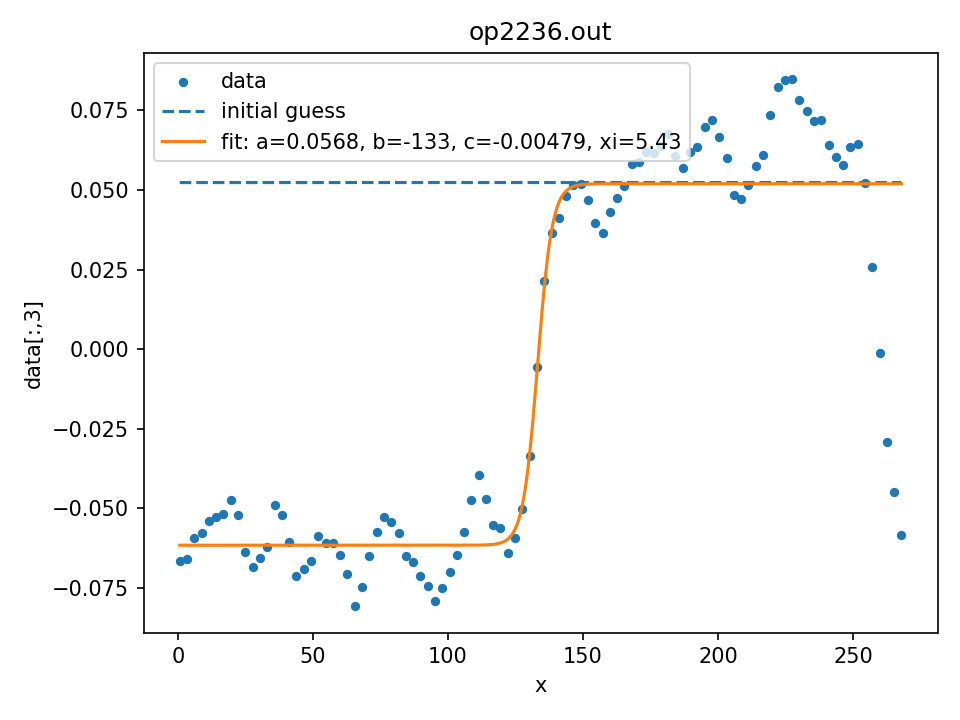 op2236.out
data
initial guess
fit: a=0.0568, b=-133, c=-0.00479, xi=5.43
0.075
0.050
0.025
0.000
−0.025
−0.050
−0.075
data[:,3]
0 50 100 150 200 250
x